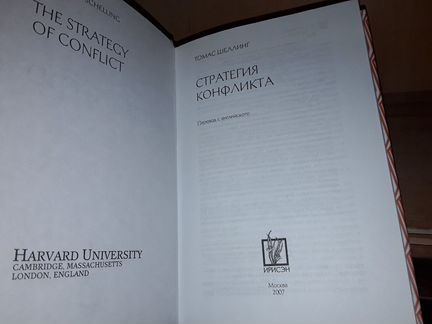 SCHELLING
THE STRATEGY
OF CONFLICT
HARVARD UNIVERSITY
CAMBRIDGE, MASSACHUSETTS
LONDON, ENGLAND
ТОМАС ШЕЛЛИНГ
СТРАТЕГИЯ
КОНФЛИКТА
Перевод с английского
ИРИСЭН
Москва
2007